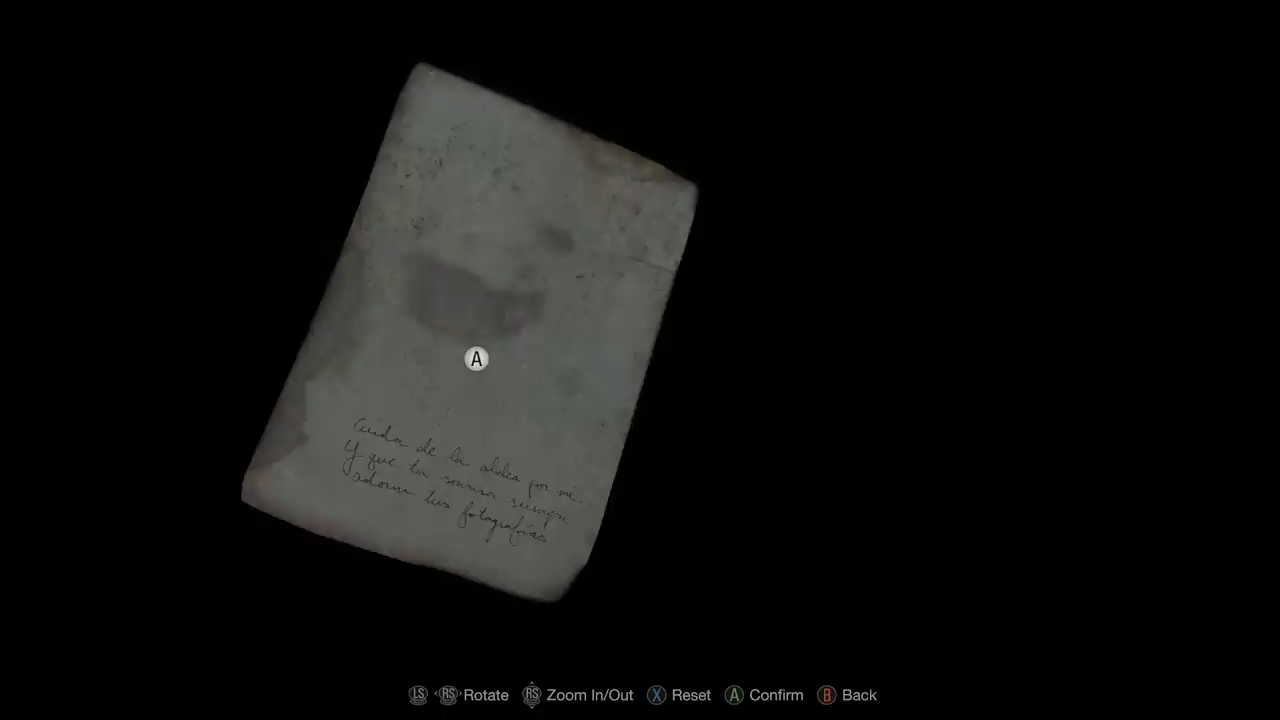 A
Cuida de la aldea por mí.
Y que tu sonrisa siempre
adorne tus fotografías
LS RS Rotate RS Zoom In/Out X Reset A Confirm B Back